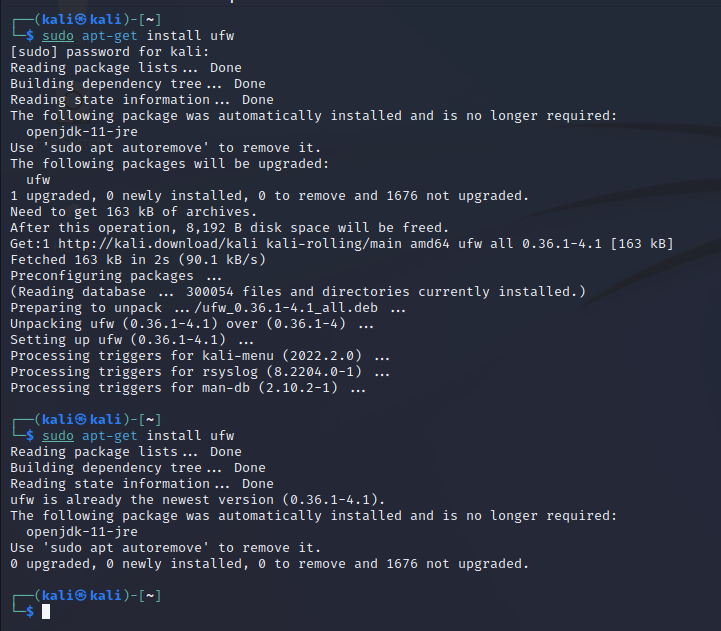 ┌──(kali㉿kali)-[~]
└─$ sudo apt-get install ufw
[sudo] password for kali:
Reading package lists... Done
Building dependency tree... Done
Reading state information... Done
The following package was automatically installed and is no longer required:
  openjdk-11-jre
Use 'sudo apt autoremove' to remove it.
The following packages will be upgraded:
  ufw
1 upgraded, 0 newly installed, 0 to remove and 1676 not upgraded.
Need to get 163 kB of archives.
After this operation, 8,192 B disk space will be freed.
Get:1 http://kali.download/kali kali-rolling/main amd64 ufw all 0.36.1-4.1 [163 kB]
Fetched 163 kB in 2s (90.1 kB/s)
Preconfiguring packages ...
(Reading database ... 300054 files and directories currently installed.)
Preparing to unpack .../ufw_0.36.1-4.1_all.deb ...
Unpacking ufw (0.36.1-4.1) over (0.36.1-4) ...
Setting up ufw (0.36.1-4.1) ...
Processing triggers for kali-menu (2022.2.0) ...
Processing triggers for rsyslog (8.2204.0-1) ...
Processing triggers for man-db (2.10.2-1) ...
┌──(kali㉿kali)-[~]
└─$ sudo apt-get install ufw
Reading package lists... Done
Building dependency tree... Done
Reading state information... Done
ufw is already the newest version (0.36.1-4.1).
The following package was automatically installed and is no longer required:
  openjdk-11-jre
Use 'sudo apt autoremove' to remove it.
0 upgraded, 0 newly installed, 0 to remove and 1676 not upgraded.
┌──(kali㉿kali)-[~]
└─$